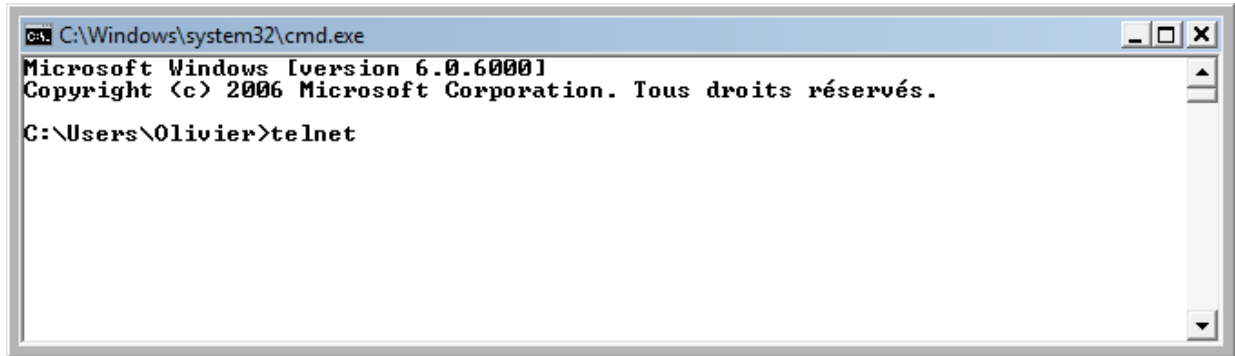 C:\Windows\system32\cmd.exe
Microsoft Windows [version 6.0.6000]
Copyright (c) 2006 Microsoft Corporation. Tous droits réservés.
C:\Users\Olivier>telnet